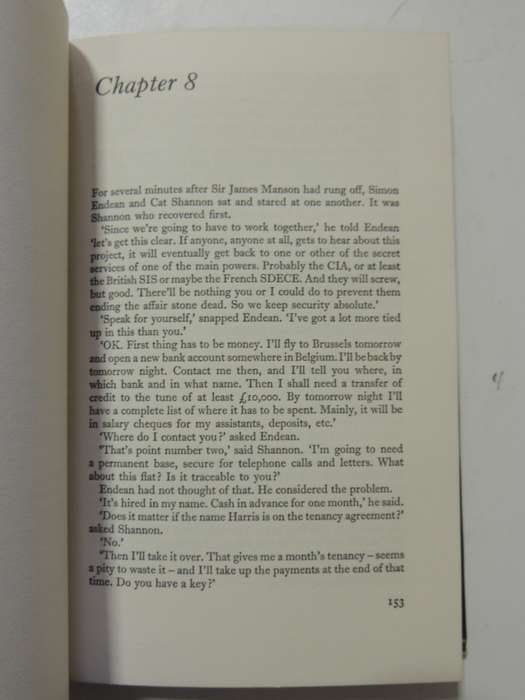 Chapter 8
For several minutes after Sir James Manson had rung off, Simon
Endean and Cat Shannon sat and stared at one another. It was
Shannon who recovered first.
‘Since we’re going to have to work together,’ he told Endean
‘let’s get this clear. If anyone, anyone at all, gets to hear about this
project, it will eventually get back to one or other of the secret
services of one of the main powers. Probably the CIA, or at least
the British SIS or maybe the French SDECE. And they will screw,
but good. There’ll be nothing you or I could do to prevent them
ending the affair stone dead. So we keep security absolute.’
‘Speak for yourself,’ snapped Endean. ‘I’ve got a lot more tied
up in this than you.’
‘OK. First thing has to be money. I’ll fly to Brussels tomorrow
and open a new bank account somewhere in Belgium. I’ll be back by
tomorrow night. Contact me then, and I’ll tell you where, in
which bank and in what name. Then I shall need a transfer of
credit to the tune of at least £10,000. By tomorrow night I’ll
have a complete list of where it has to be spent. Mainly, it will be
in salary cheques for my assistants, deposits, etc.’
‘Where do I contact you?’ asked Endean.
‘That’s point number two,’ said Shannon. ‘I’m going to need
a permanent base, secure for telephone calls and letters. What
about this flat? Is it traceable to you?’
Endean had not thought of that. He considered the problem.
‘It’s hired in my name. Cash in advance for one month,’ he said.
‘Does it matter if the name Harris is on the tenancy agreement?’
asked Shannon.
‘No.’
‘Then I’ll take it over. That gives me a month’s tenancy – seems
a pity to waste it – and I’ll take up the payments at the end of that
time. Do you have a key?’
153